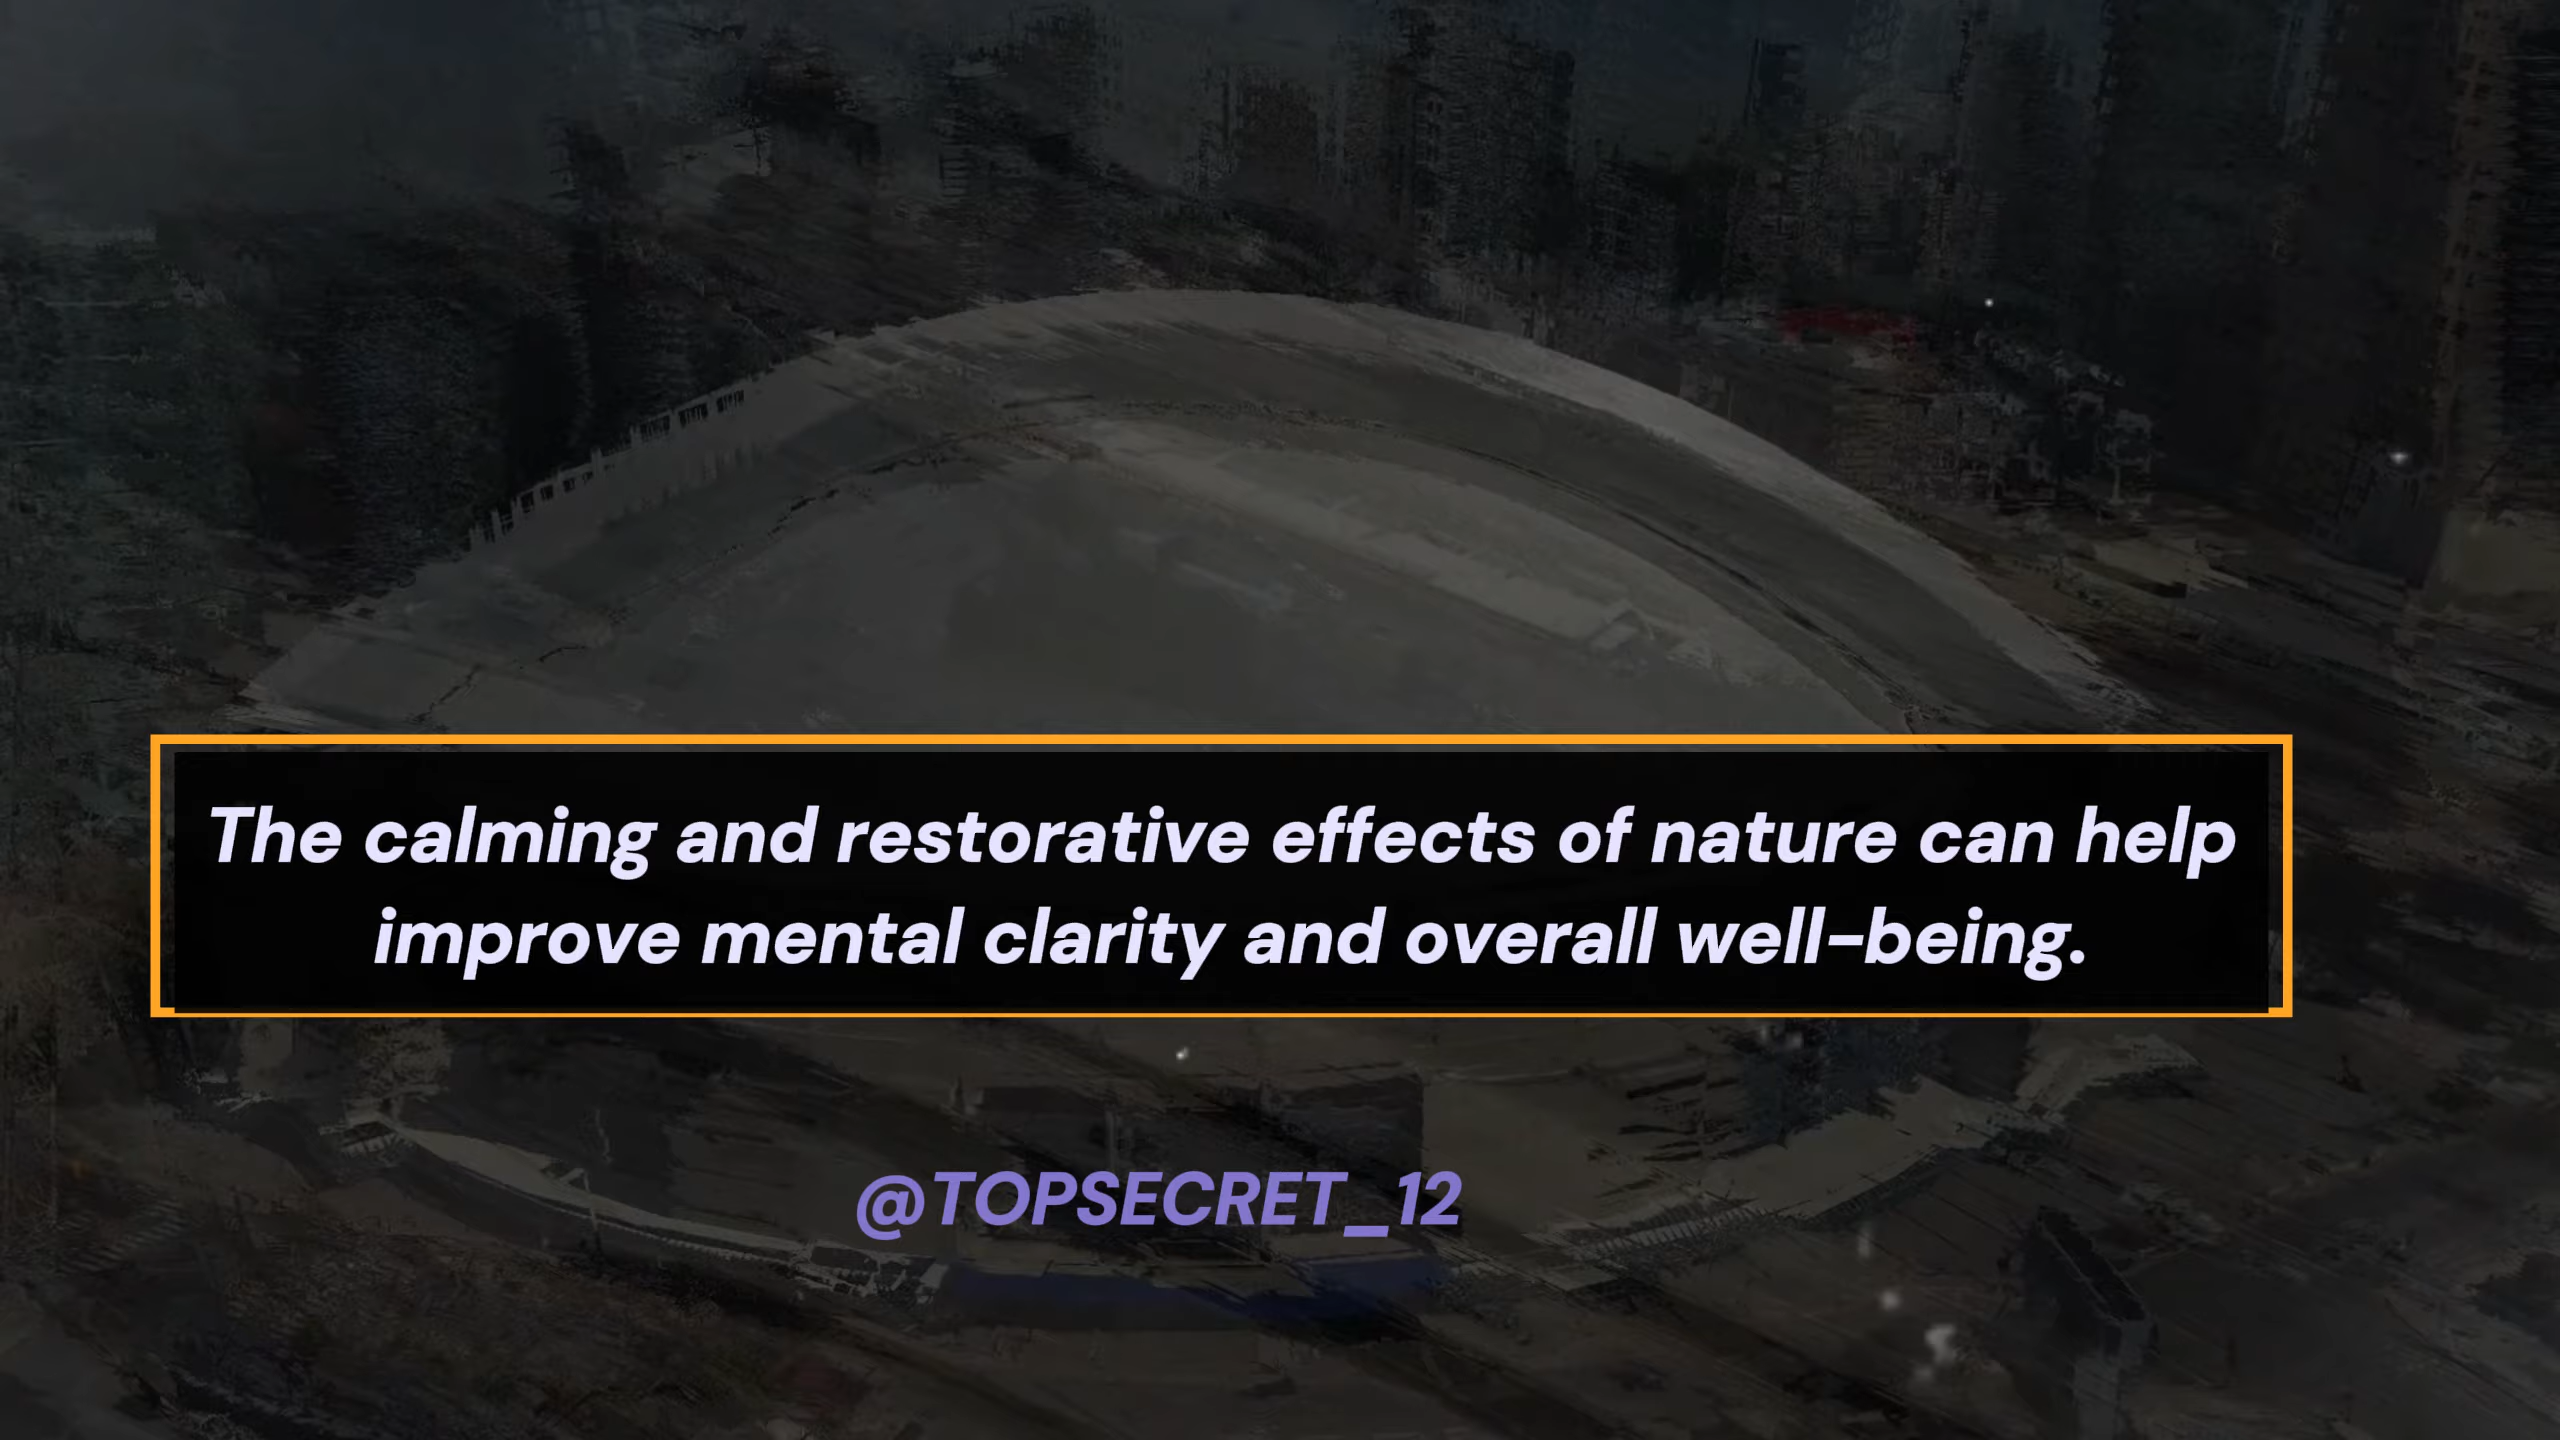 The calming and restorative effects of nature can help
improve mental clarity and overall well-being.
@TOPSECRET_12